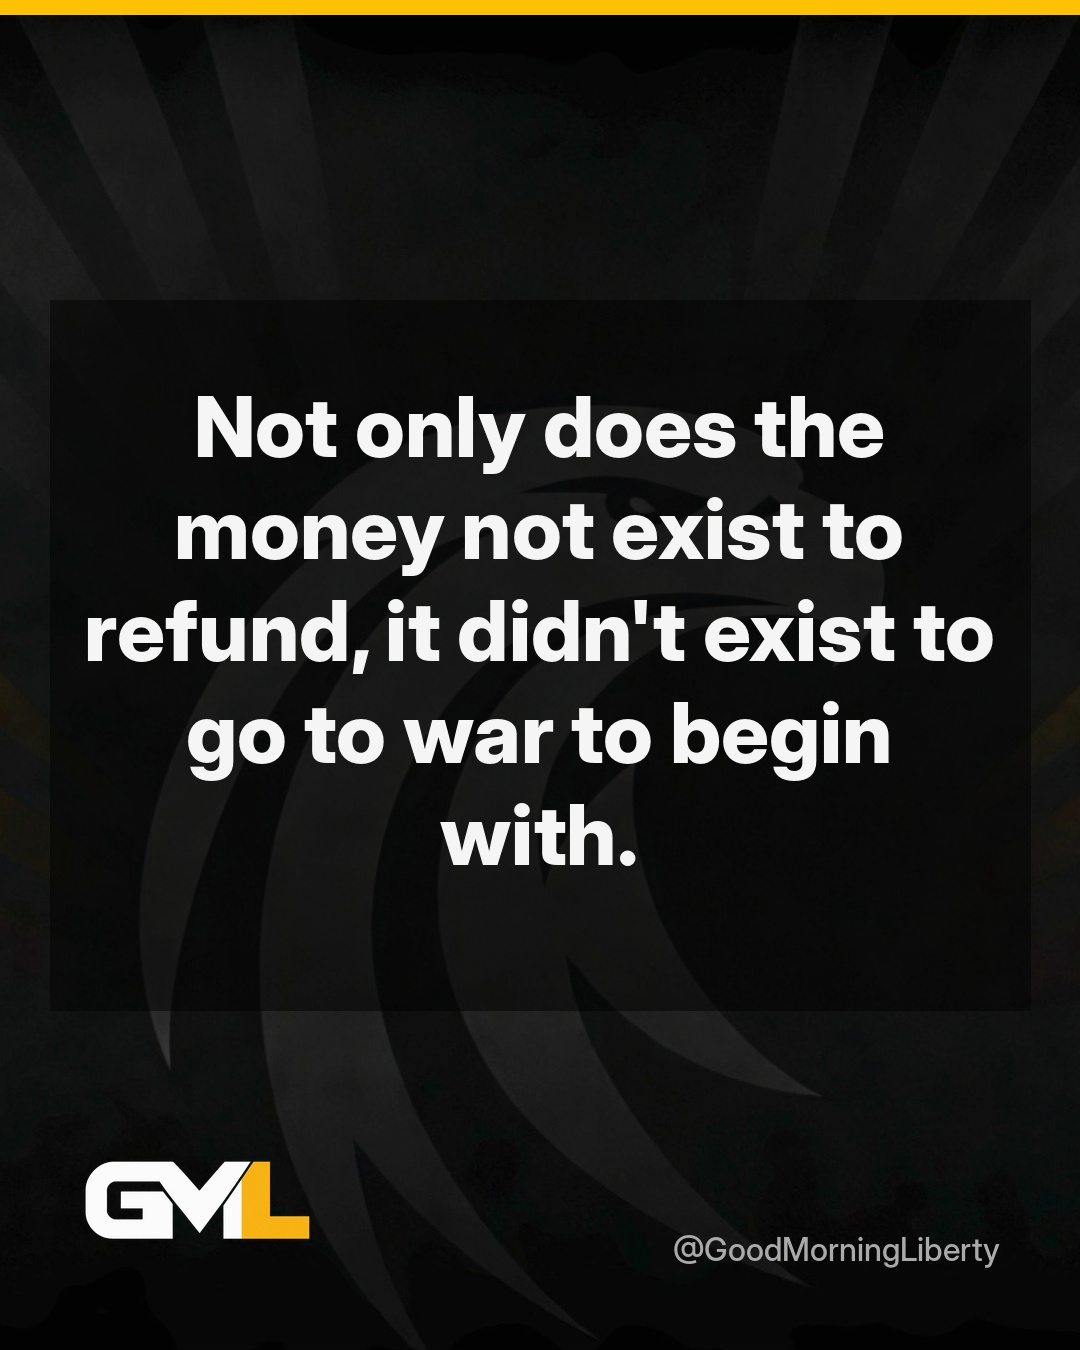 Not only does the
money not exist to
refund, it didn't exist to
go to war to begin
with.
GML
@GoodMorningLiberty